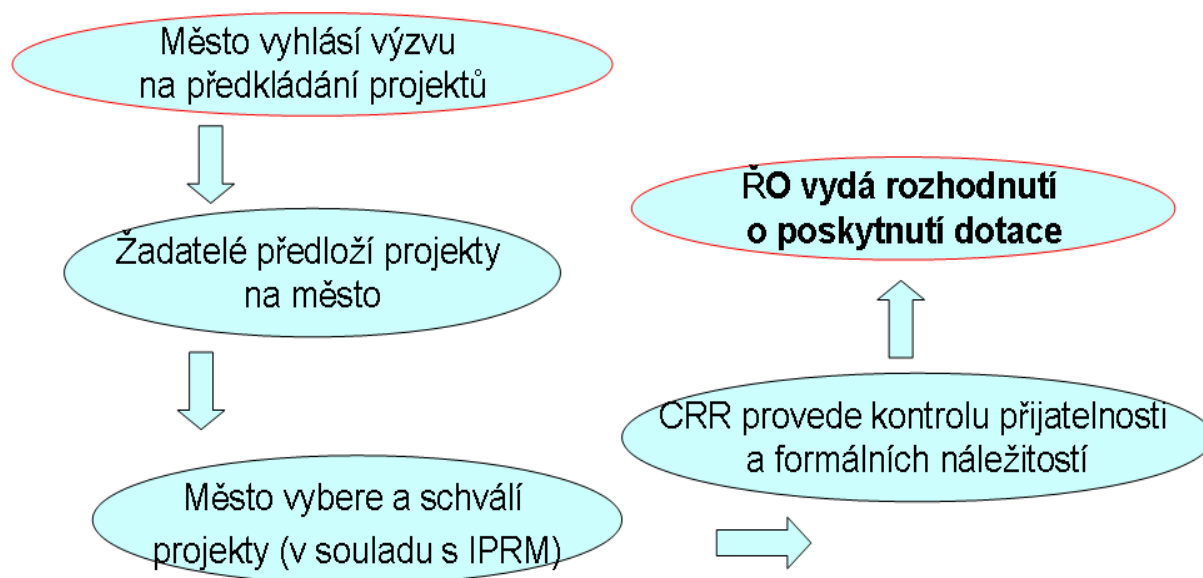 Město vyhlásí výzvu
na předkládání projektů
Žadatelé předloží projekty
na město
Město vybere a schválí
projekty (v souladu s IPRM)
CRR provede kontrolu přijatelnosti
a formálních náležitostí
ŘO vydá rozhodnutí
o poskytnutí dotace